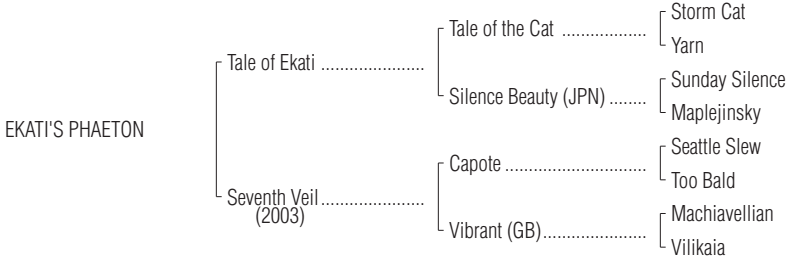 Storm Cat
Tale of the Cat ..................
Yarn
Tale of Ekati ......................
Sunday Silence
Silence Beauty (JPN) ........
Maplejinsky
EKATI'S PHAETON
Seattle Slew
Capote ..............................
Too Bald
Seventh Veil ......................
(2003)
Machiavellian
Vibrant (GB)......................
Vilikaia